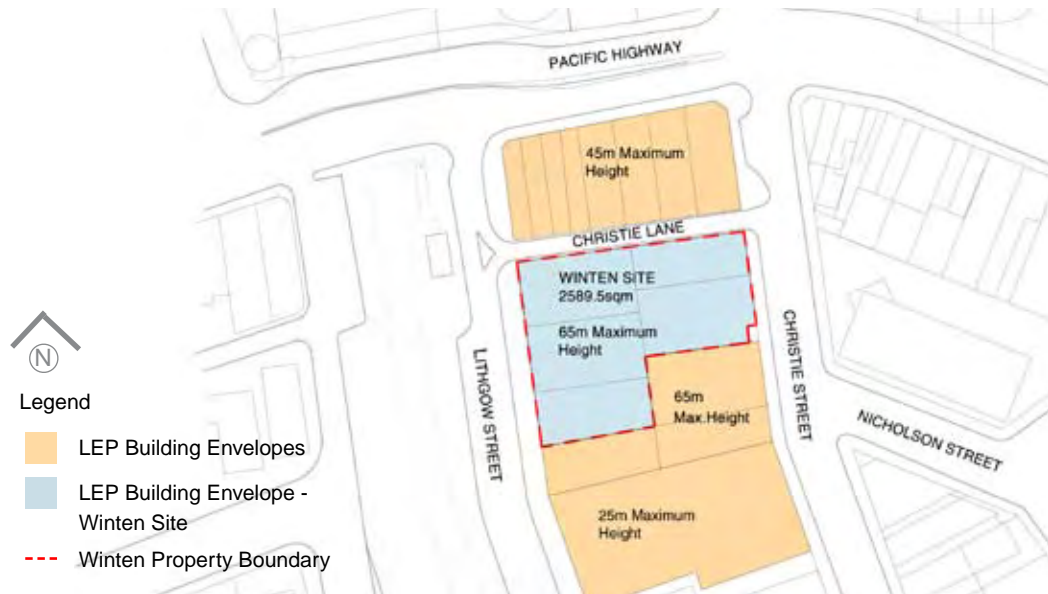 PACIFIC HIGHWAY
45m Maximum
Height
CHRISTIE LANE
WINTEN SITE
2589.5sqm
65m Maximum
Height
LITHGOW STREET
CHRISTIE STREET
65m
Max.Height
NICHOLSON STREET
25m Maximum
Height
N
Legend
LEP Building Envelopes
LEP Building Envelope -
Winten Site
Winten Property Boundary